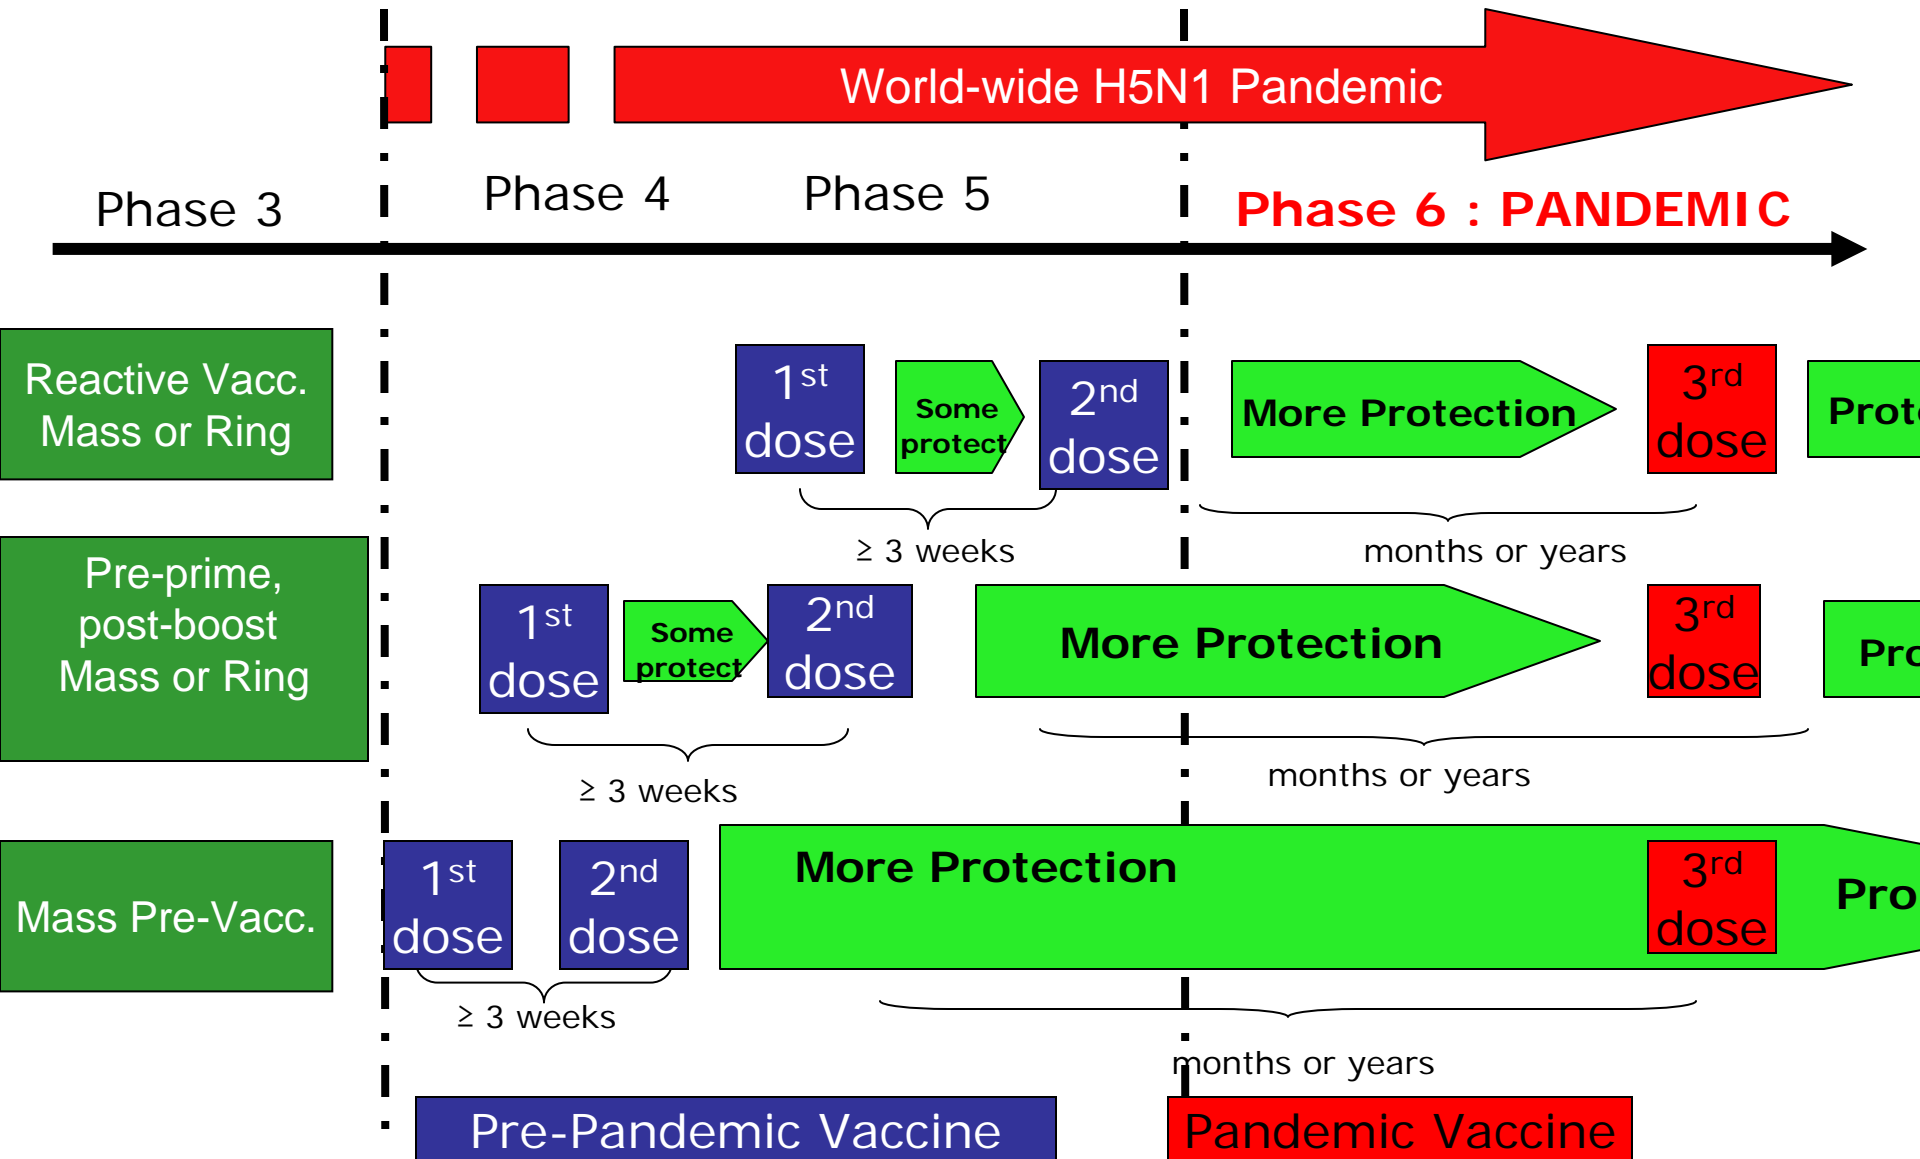 World-wide H5N1 Pandemic
Phase 3
Phase 4
Phase 5
Phase 6 : PANDEMIC
Reactive Vacc.
Mass or Ring
1st
dose
Some
protect
2nd
dose
More Protection
3rd
dose
≥ 3 weeks
months or years
Pre-prime,
post-boost
Mass or Ring
1st
dose
Some
protect
2nd
dose
More Protection
3rd
dose
≥ 3 weeks
months or years
Mass Pre-Vacc.
1st
dose
2nd
dose
More Protection
3rd
dose
≥ 3 weeks
months or years
Pre-Pandemic Vaccine
Pandemic Vaccine